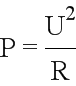 P = U² / R